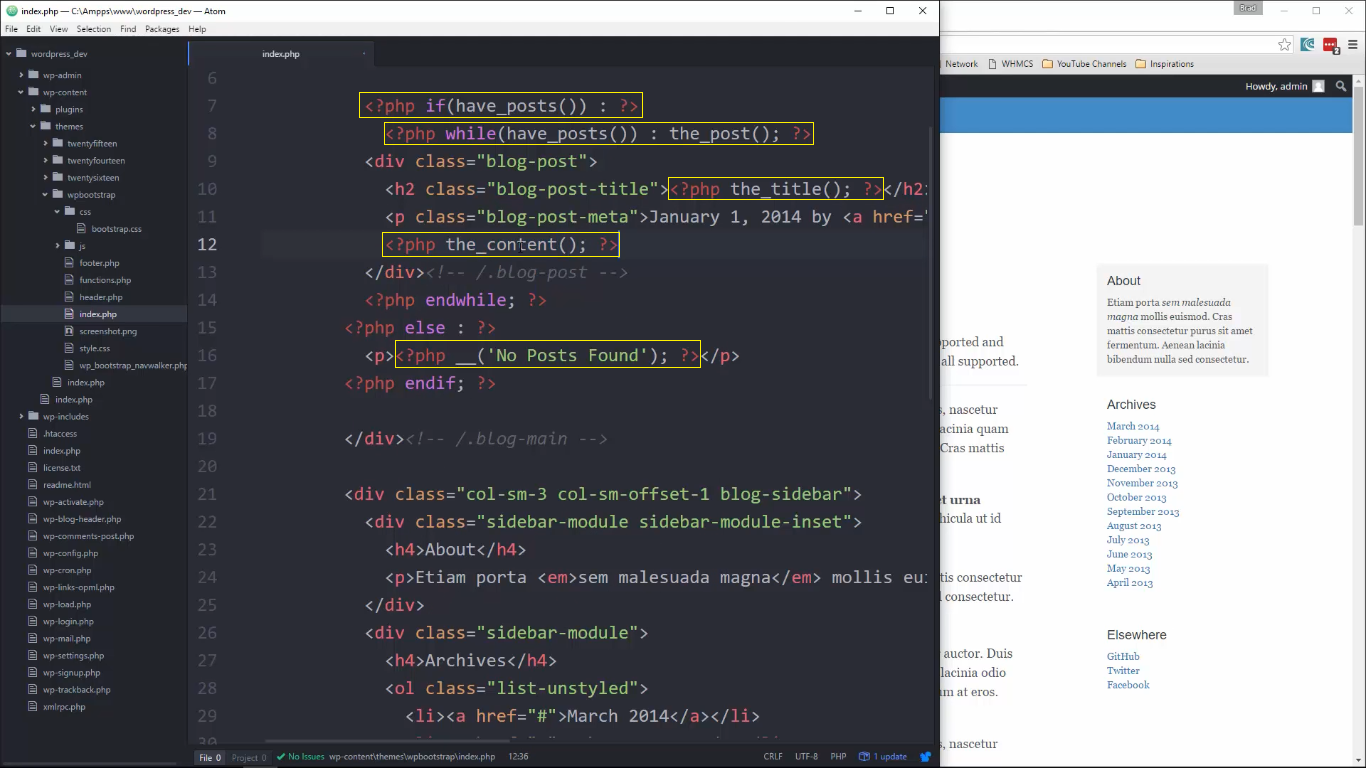 index.php — C:\Ampps\www\wordpress_dev — Atom
Brad
File Edit View Selection Find Packages
Network WHMCS YouTube Channels Inspirations
Howdy, admin
wordpress_dev
wp-admin
wp-content
plugins
themes
twentyfifteen
twentyfourteen
twentysixteen
wpbootstrap
css
bootstrap.css
js
footer.php
functions.php
header.php
index.php
screenshot.png
style.css
wp_bootstrap_navwalker.php
index.php
index.php
wp-includes
.htaccess
index.php
license.txt
readme.html
wp-activate.php
wp-blog-header.php
wp-comments-post.php
wp-config.php
wp-cron.php
wp-links-opml.php
wp-load.php
wp-login.php
wp-mail.php
wp-settings.php
wp-signup.php
wp-trackback.php
xmlrpc.php
index.php
6
7 <?php if(have_posts()) : ?>
8 <?php while(have_posts()) : the_post(); ?>
9 <div class="blog-post">
10 <h2 class="blog-post-title"><?php the_title(); ?></h2
11 <p class="blog-post-meta">January 1, 2014 by <a href="
12 <?php the_content(); ?>
13 </div><!-- /.blog-post -->
14 <?php endwhile; ?>
15 <?php else : ?>
16 <p><?php __('No Posts Found'); ?></p>
17 <?php endif; ?>
18
19 </div><!-- /.blog-main -->
20
21 <div class="col-sm-3 col-sm-offset-1 blog-sidebar">
22 <div class="sidebar-module sidebar-module-inset">
23 <h4>About</h4>
24 <p>Etiam porta <em>sem malesuada magna</em> mollis eui
25 </div>
26 <div class="sidebar-module">
27 <h4>Archives</h4>
28 <ol class="list-unstyled">
29 <li><a href="#">March 2014</a></li>
30
File 0 Project 0 No Issues wp-content\themes\wpbootstrap\index.php 12:36 CRLF UTF-8 PHP 1 update
ported and
all supported.
s, nascetur
lacinia quam
Cras mattis
et urna
hicula ut id
tis consectetur
d consectetur.
auctor. Duis
lacinia odio
um at eros.
s, nascetur
About
Etiam porta sem malesuada
magna mollis euismod. Cras
mattis consectetur purus sit amet
fermentum. Aenean lacinia
bibendum nulla sed consectetur.
Archives
March 2014
February 2014
January 2014
December 2013
November 2013
October 2013
September 2013
August 2013
July 2013
June 2013
May 2013
April 2013
Elsewhere
GitHub
Twitter
Facebook